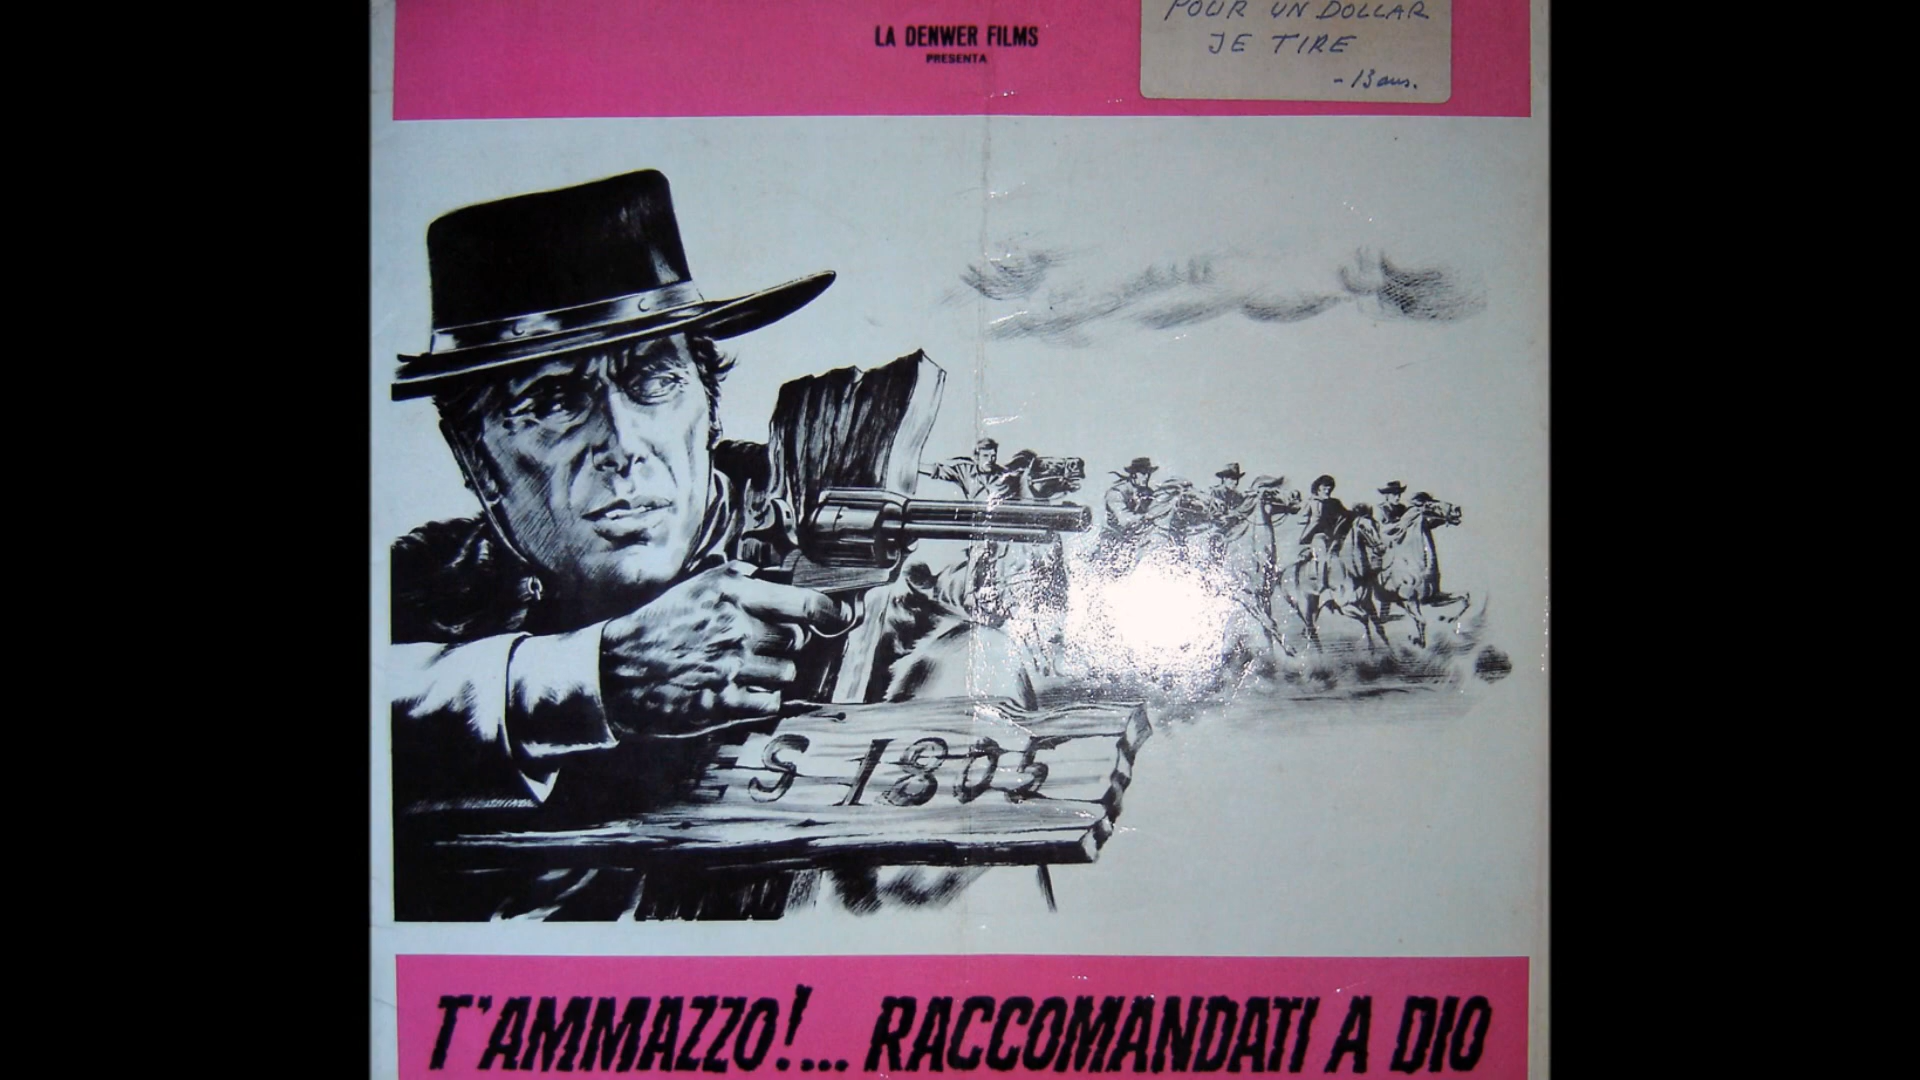 POUR UN DOLLAR
JE TIRE
- 13 ans.
LA DENWER FILMS
PRESENTA
S 1805
T'AMMAZZO!... RACCOMANDATI A DIO